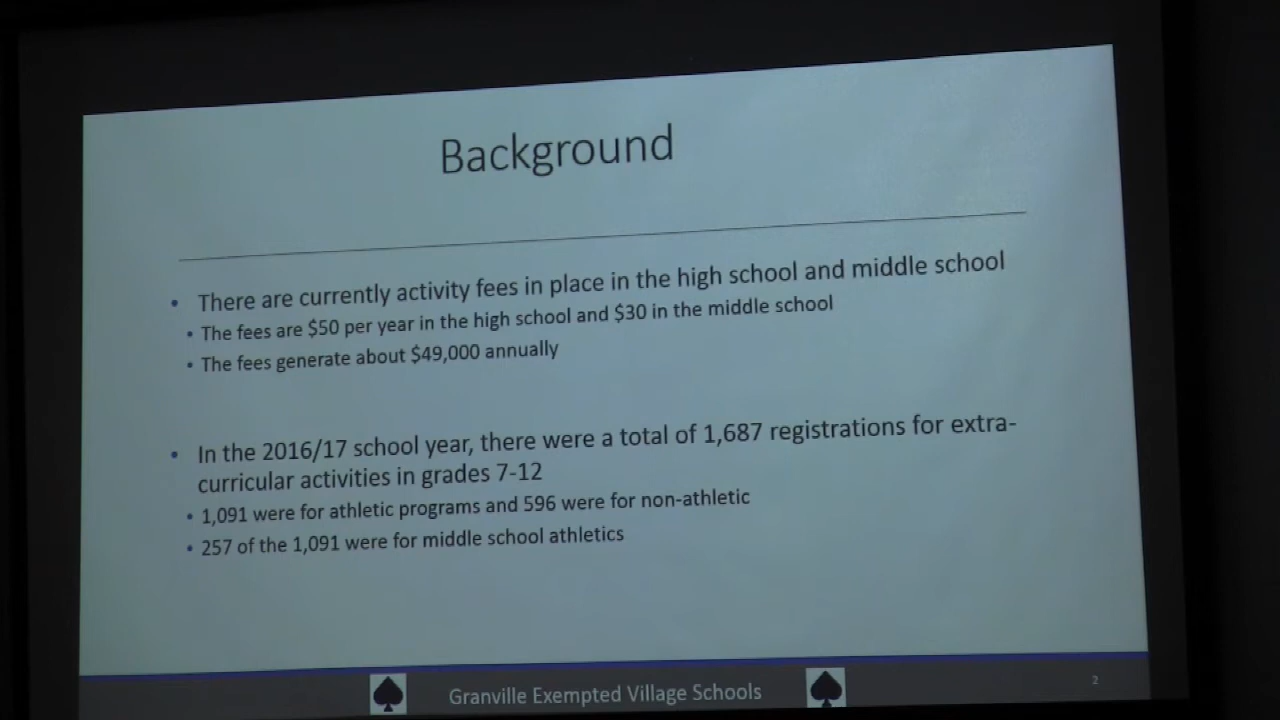 Background
• There are currently activity fees in place in the high school and middle school
• The fees are $50 per year in the high school and $30 in the middle school
• The fees generate about $49,000 annually
• In the 2016/17 school year, there were a total of 1,687 registrations for extra-
curricular activities in grades 7-12
• 1,091 were for athletic programs and 596 were for non-athletic
• 257 of the 1,091 were for middle school athletics
Granville Exempted Village Schools
2